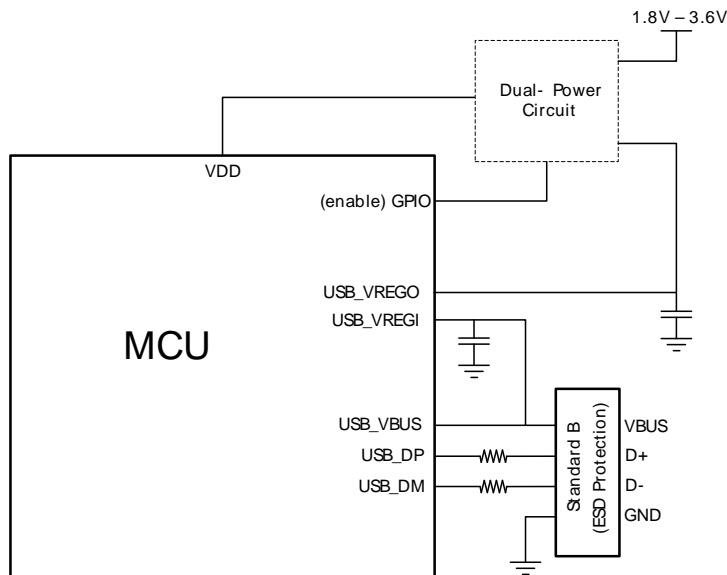 1.8V – 3.6V
Dual- Power
Circuit
VDD
(enable) GPIO
USB_VREGO
USB_VREGI
MCU
USB_VBUS
USB_DP
USB_DM
Standard B
(ESD Protection)
VBUS
D+
D-
GND